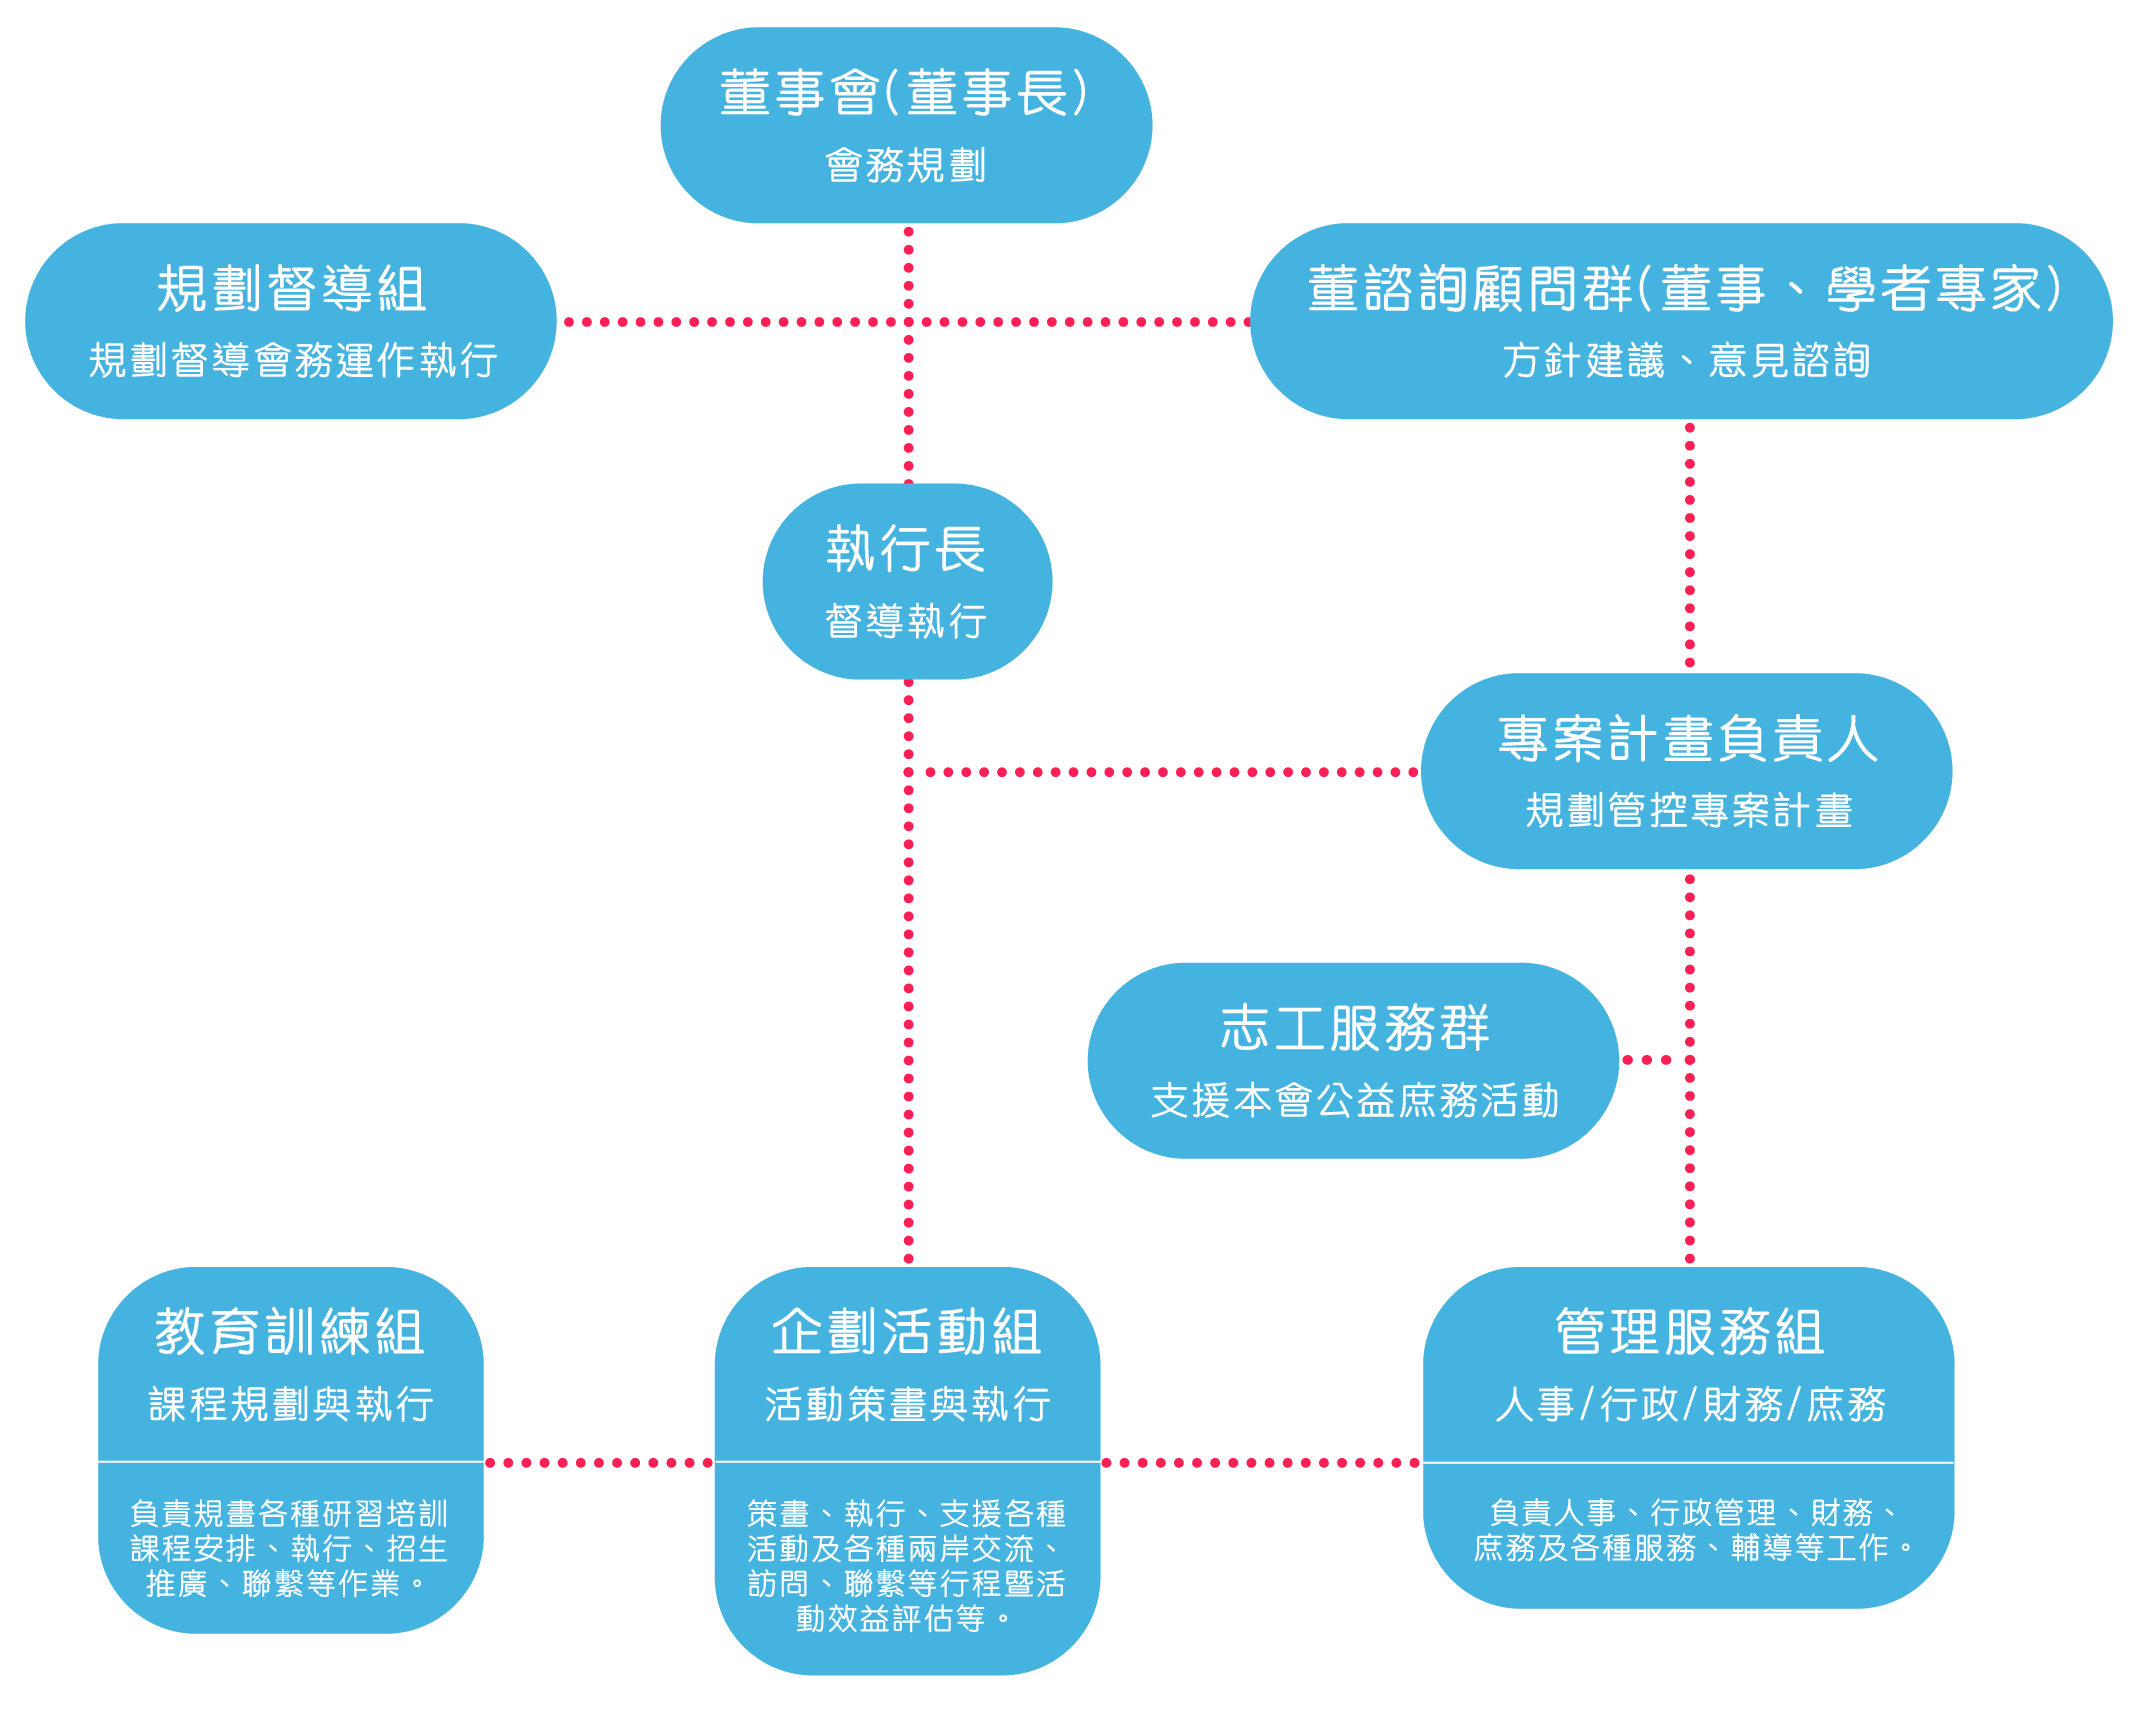 董事會(董事長)
會務規劃
規劃督導組
規劃督導會務運作執行
董諮詢顧問群(董事、學者專家)
方針建議、意見諮詢
執行長
督導執行
專案計畫負責人
規劃管控專案計畫
志工服務群
支援本會公益庶務活動
教育訓練組
課程規劃與執行
負責規畫各種研習培訓
課程安排、執行、招生
推廣、聯繫等作業。
企劃活動組
活動策畫與執行
策畫、執行、支援各種
活動及各種兩岸交流、
訪問、聯繫等行程暨活
動效益評估等。
管理服務組
人事/行政/財務/庶務
負責人事、行政管理、財務、
庶務及各種服務、輔導等工作。